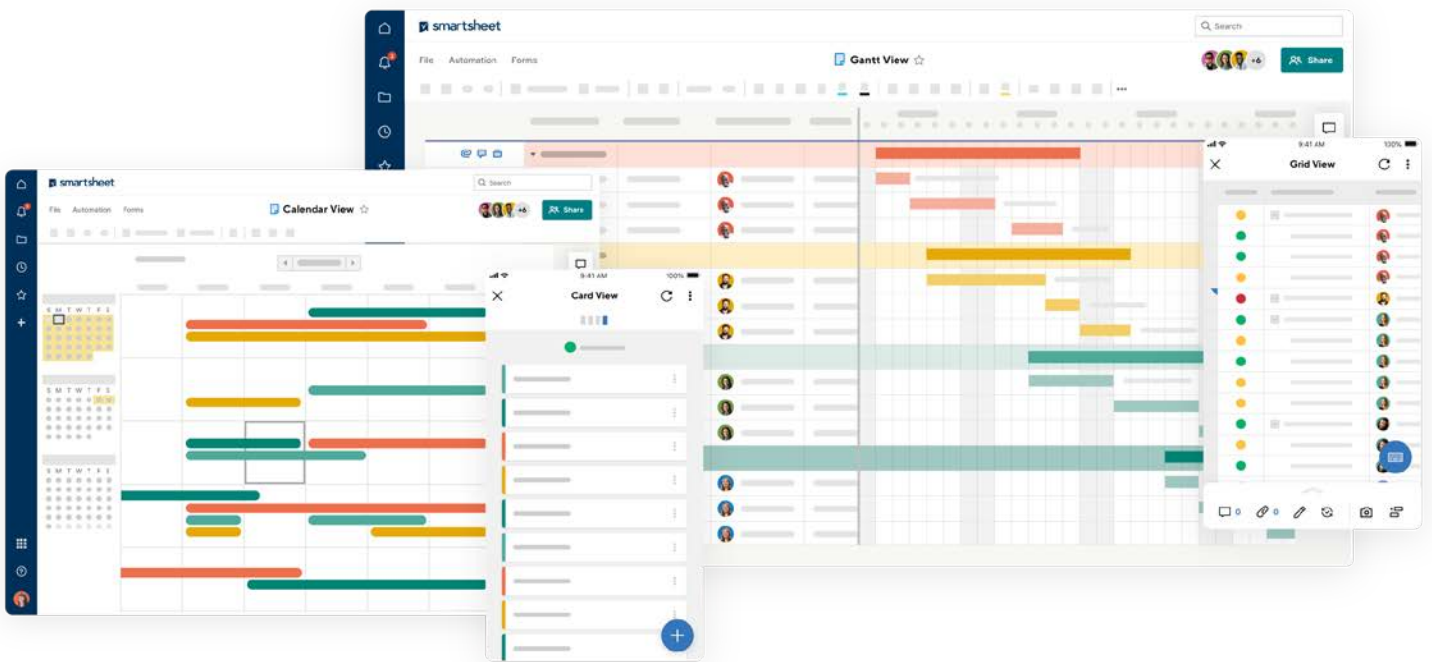 smartsheet
Search
File Automation Forms
Gantt View
+6
Share
9:41 AM 100%
Grid View
0 0
smartsheet
Search
File Automation Forms
Calendar View
+6
Share
S M T W T F S
S M T W T F S
S M T W T F S
9:41 AM 100%
Card View